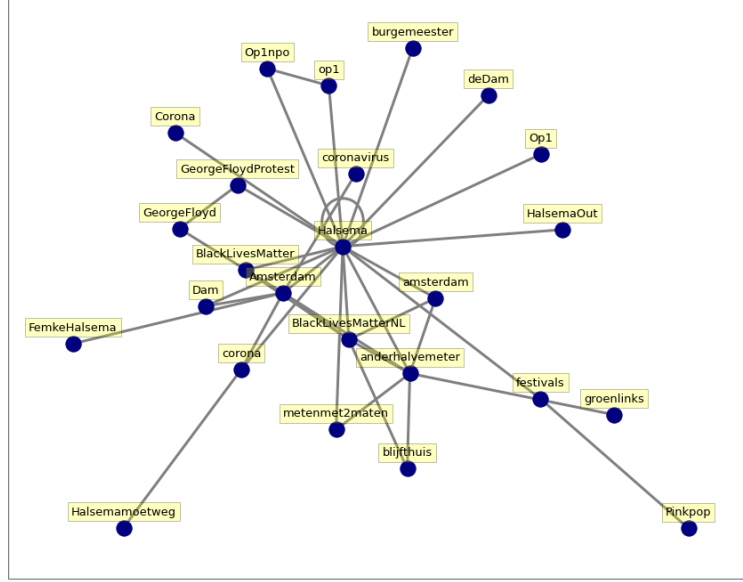 burgemeester
Op1npo
op1
deDam
Corona
Op1
coronavirus
GeorgeFloydProtest
GeorgeFloyd
HalsemaOut
Halsema
BlackLivesMatter
Amsterdam
amsterdam
Dam
BlackLivesMatterNL
FemkeHalsema
corona
anderhalvemeter
festivals
groenlinks
metenmet2maten
blijfthuis
Halsemamoetweg
Pinkpop